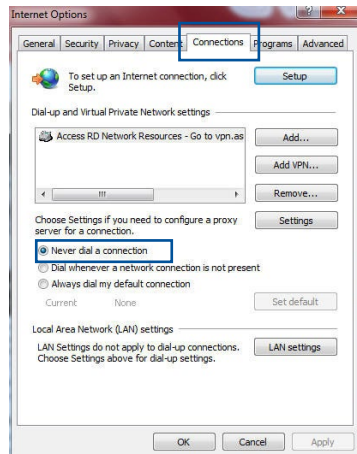 Internet Options
General Security Privacy Content Connections Programs Advanced
To set up an Internet connection, click
Setup.
Setup
Dial-up and Virtual Private Network settings
Access RD Network Resources - Go to vpn.as
Add...
Add VPN...
Remove...
Choose Settings if you need to configure a proxy
server for a connection.
Settings
Never dial a connection
Dial whenever a network connection is not present
Always dial my default connection
Current None
Set default
Local Area Network (LAN) settings
LAN Settings do not apply to dial-up connections.
Choose Settings above for dial-up settings.
LAN settings
OK Cancel Apply